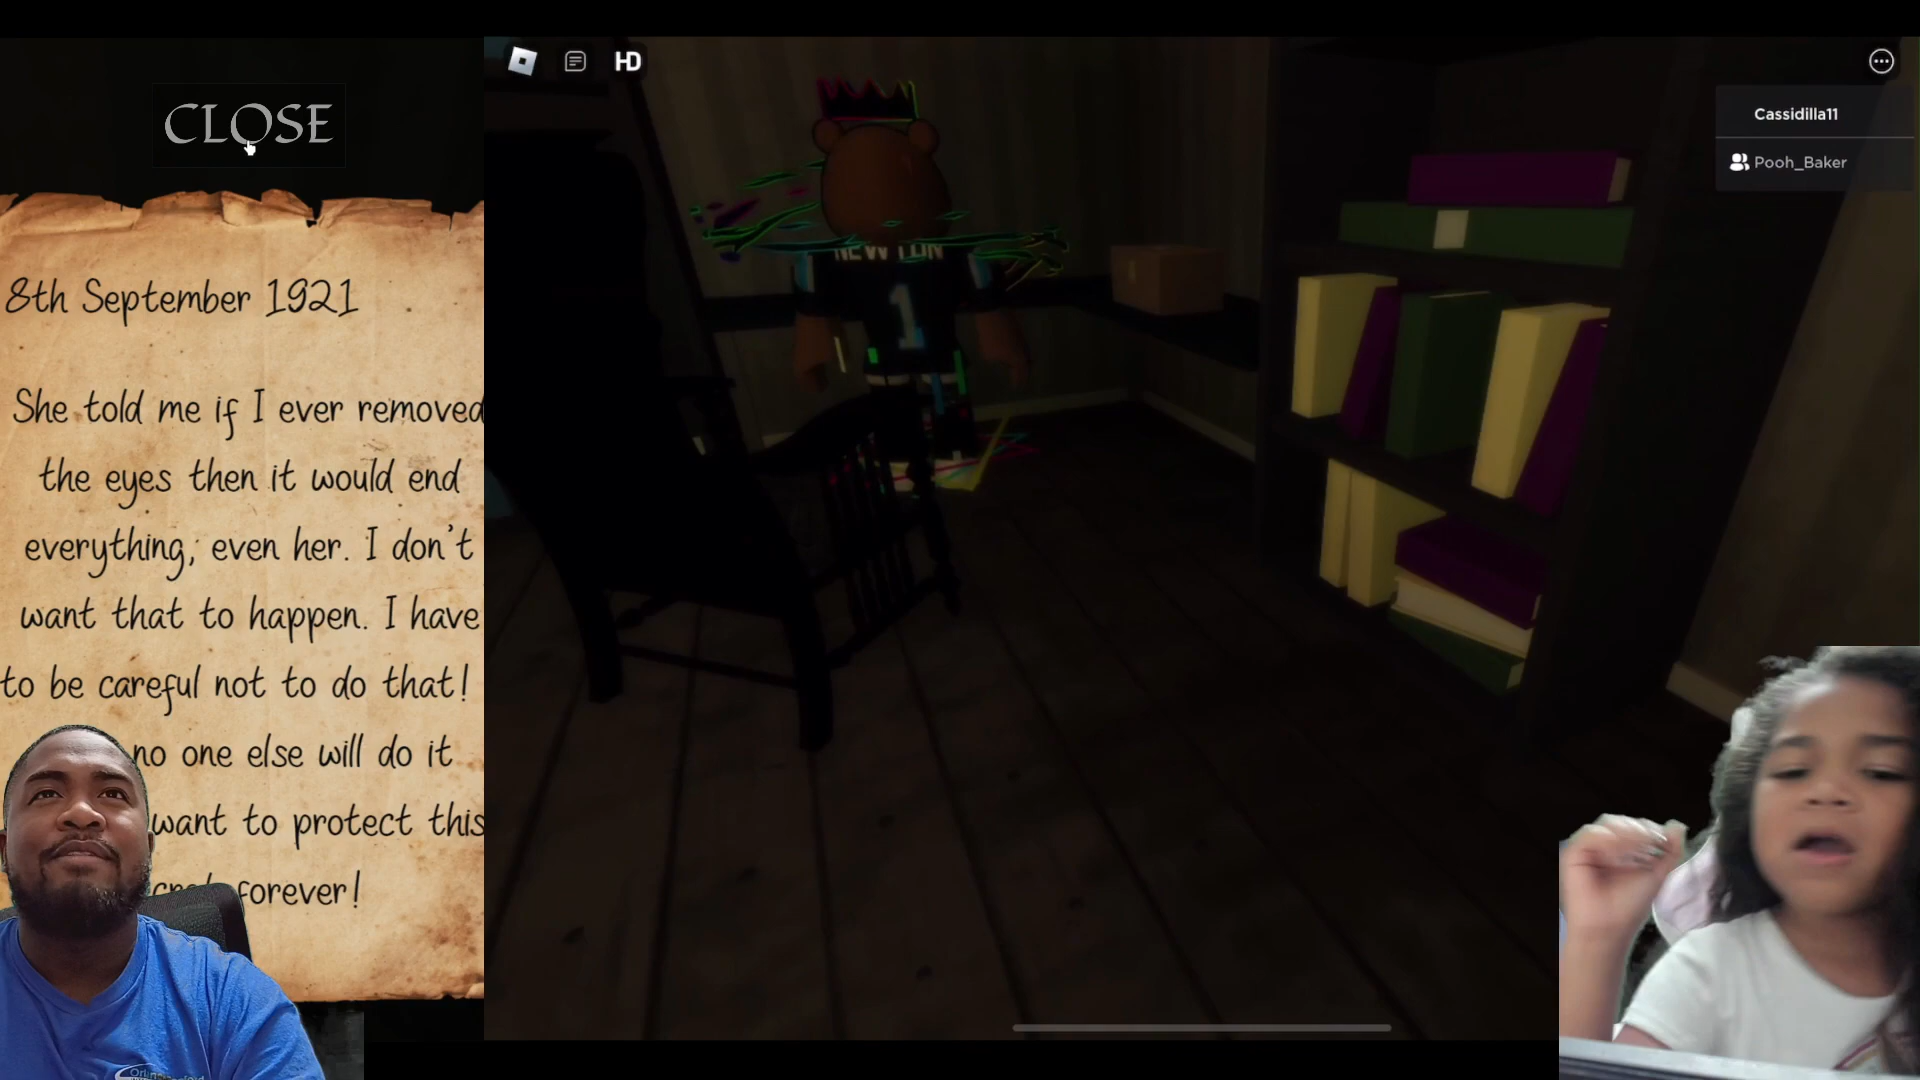 CLOSE
8th September 1921
She told me if I ever removed
the eyes then it would end
everything, even her. I don't
want that to happen. I have
to be careful not to do that!
no one else will do it
want to protect this
forever!
HD
NEWTON
1
Cassidilla11
Pooh_Baker